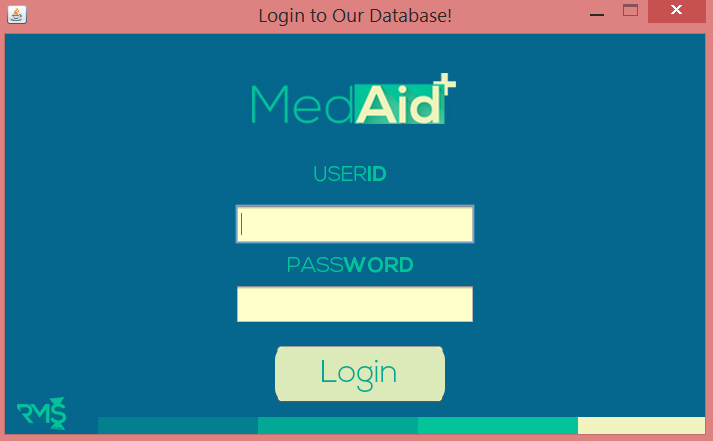 Login to Our Database!
MedAid+
USERID
PASSWORD
Login
RMS